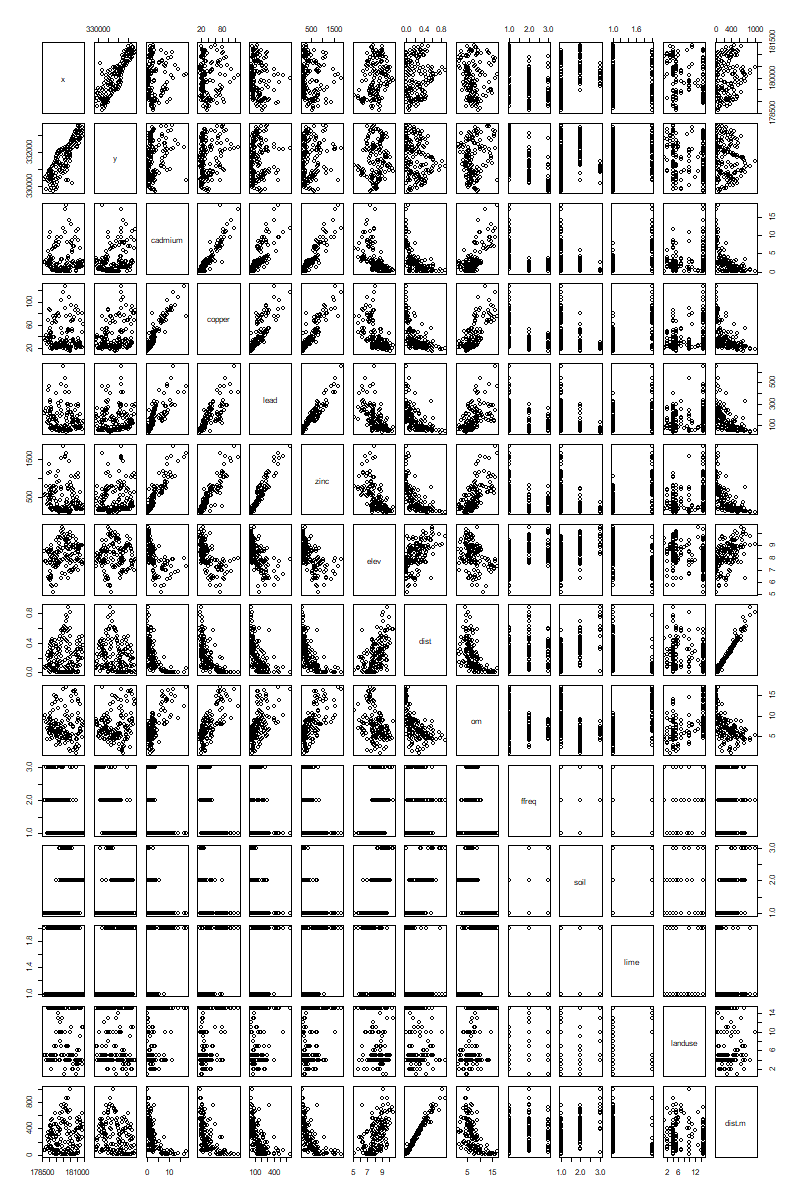 330000 20 80 500 1500 0.0 0.4 0.8 1.0 2.0 3.0 1.0 1.6 0 400 1000
x 178500 180000 181500
330000 332000 y
cadmium 0 5 10 15
20 60 100 copper
lead 100 300 500
500 1500 zinc
elev 5 6 7 8 9
0.0 0.4 0.8 dist
om 5 10 15
1.0 2.0 3.0 ffreq
soil 1.0 2.0 3.0
1.0 1.4 1.8 lime
landuse 2 6 10 14
0 400 800 dist.m
178500 181000 0 10 100 400 5 7 9 5 15 1.0 2.0 3.0 2 6 12